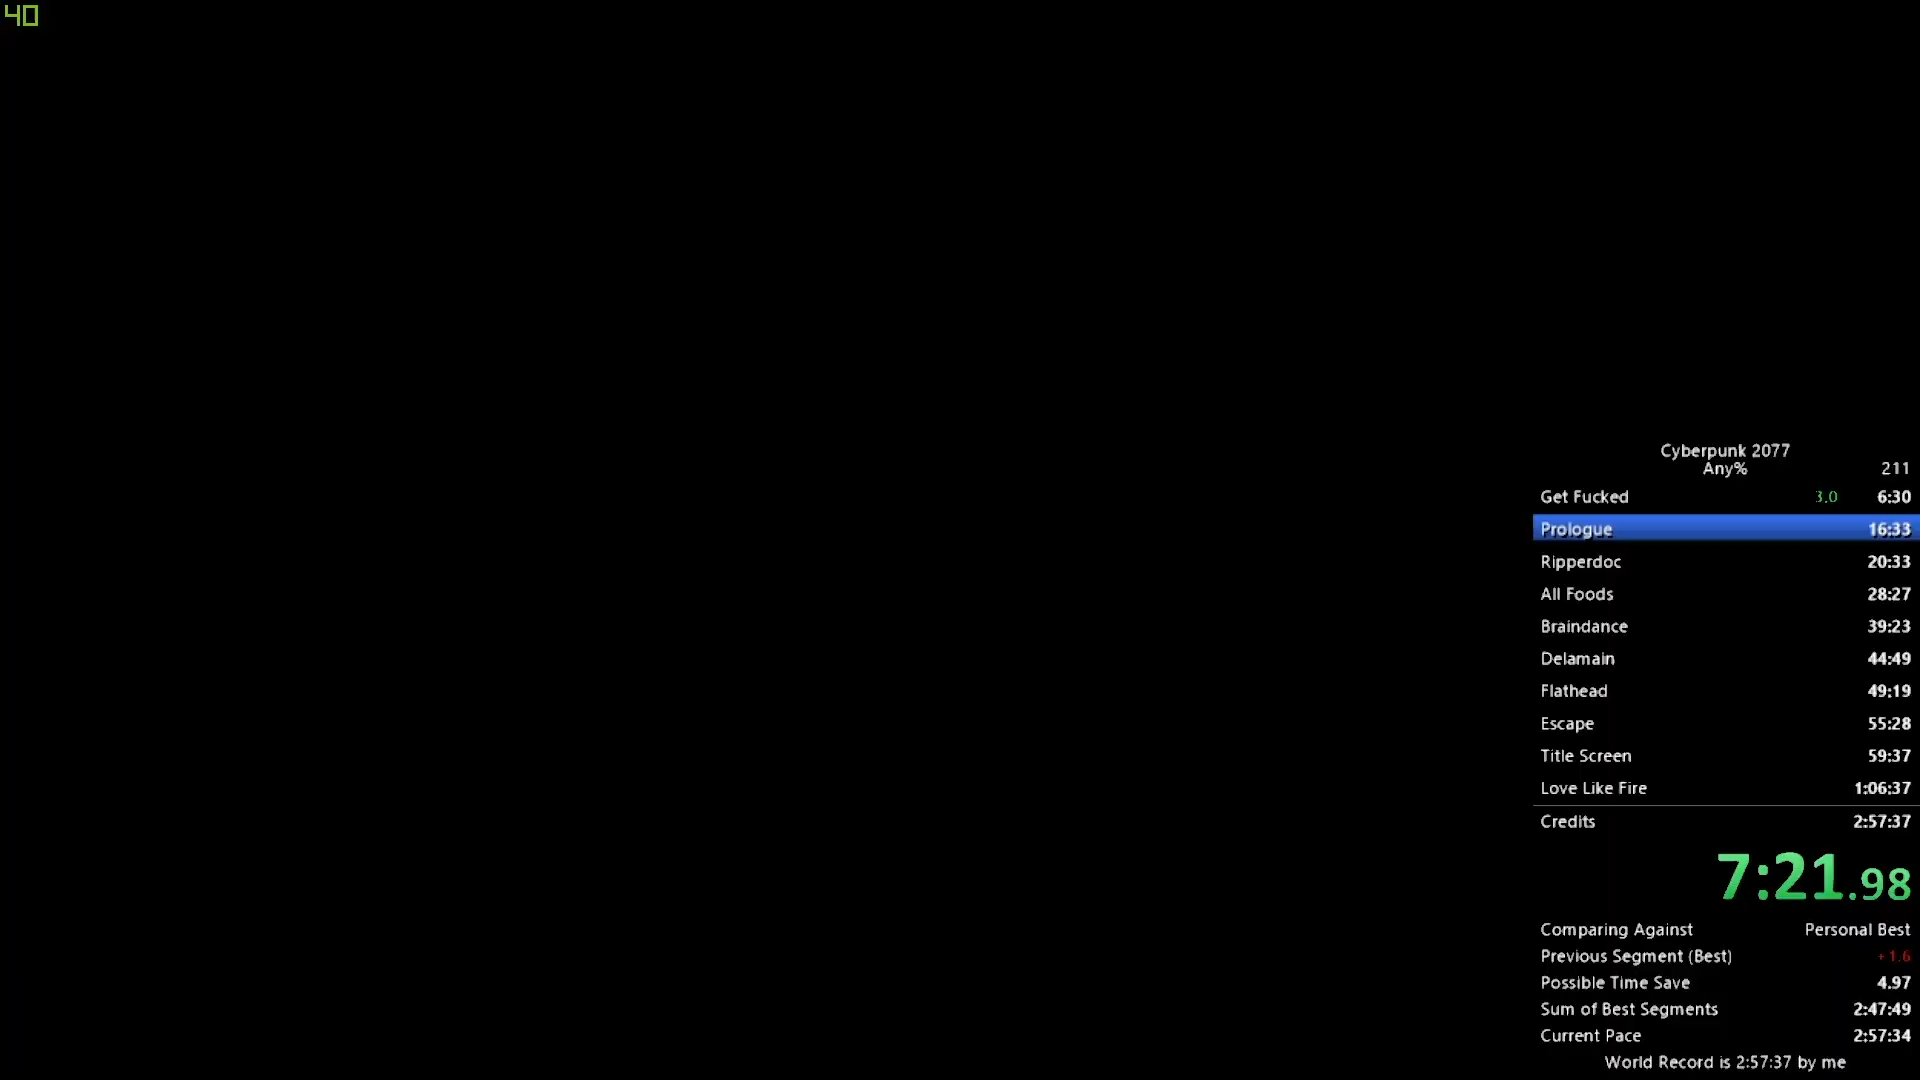 40
Cyberpunk 2077
Any% 211
Get Fucked 3.0 6:30
Prologue 16:33
Ripperdoc 20:33
All Foods 28:27
Braindance 39:23
Delamain 44:49
Flathead 49:19
Escape 55:28
Title Screen 59:37
Love Like Fire 1:06:37
Credits 2:57:37
7:21.98
Comparing Against Personal Best
Previous Segment (Best) +1.6
Possible Time Save 4.97
Sum of Best Segments 2:47:49
Current Pace 2:57:34
World Record is 2:57:37 by me